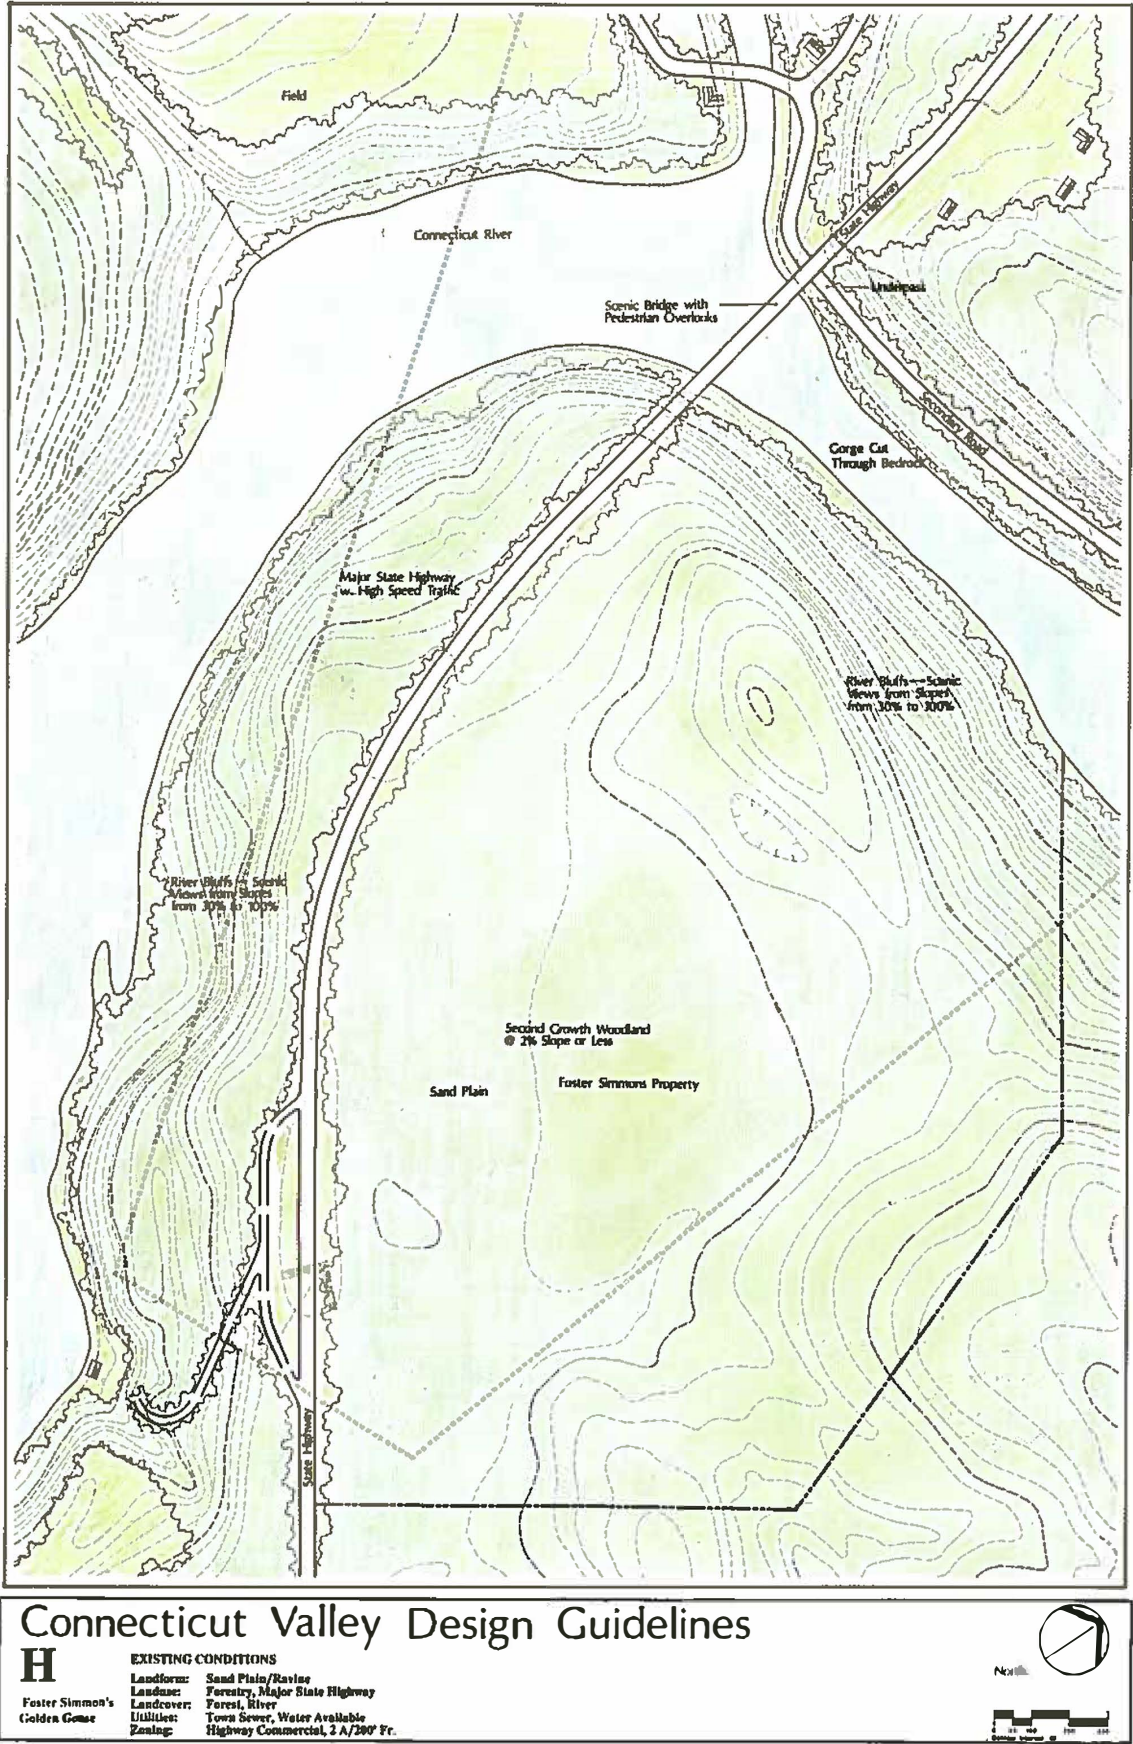 Field
Connecticut River
State Highway
Underpass
Scenic Bridge with
Pedestrian Overlooks
Secondary Road
Gorge Cut
Through Bedrock
Major State Highway
w. High Speed Traffic
River Bluffs — Scenic
Views from Slopes
from 30% to 100%
River Bluffs — Scenic
Views from Slopes
from 30% to 100%
Second Growth Woodland
@ 2% Slope or Less
Foster Simmons Property
Sand Plain
State Highway
Connecticut Valley Design Guidelines
H
Foster Simmon's
Golden Goose
EXISTING CONDITIONS
Landform: Sand Plain/Ravine
Landuse: Forestry, Major State Highway
Landcover: Forest, River
Utilities: Town Sewer, Water Available
Zoning: Highway Commercial, 2 A/200' Fr.
North